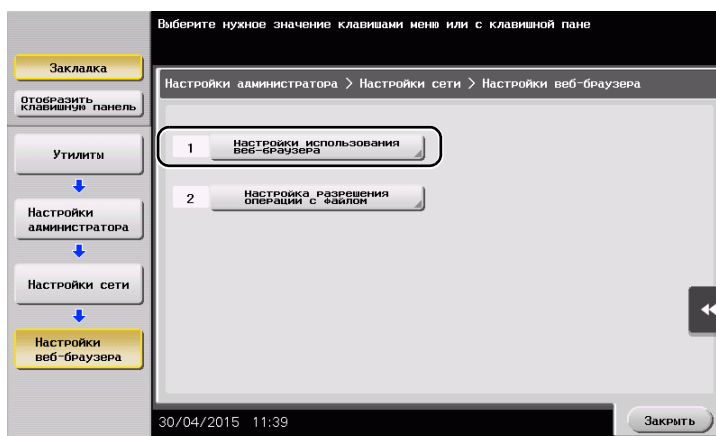 Выберите нужное значение клавишами меню или с клавишной пане
Закладка
Отобразить
клавишную панель
Утилиты
Настройки
администратора
Настройки сети
Настройки
веб-браузера
Настройки администратора > Настройки сети > Настройки веб-браузера
1 Настройки использования
веб-браузера
2 Настройка разрешения
операции с файлом
30/04/2015 11:39
Закрыть